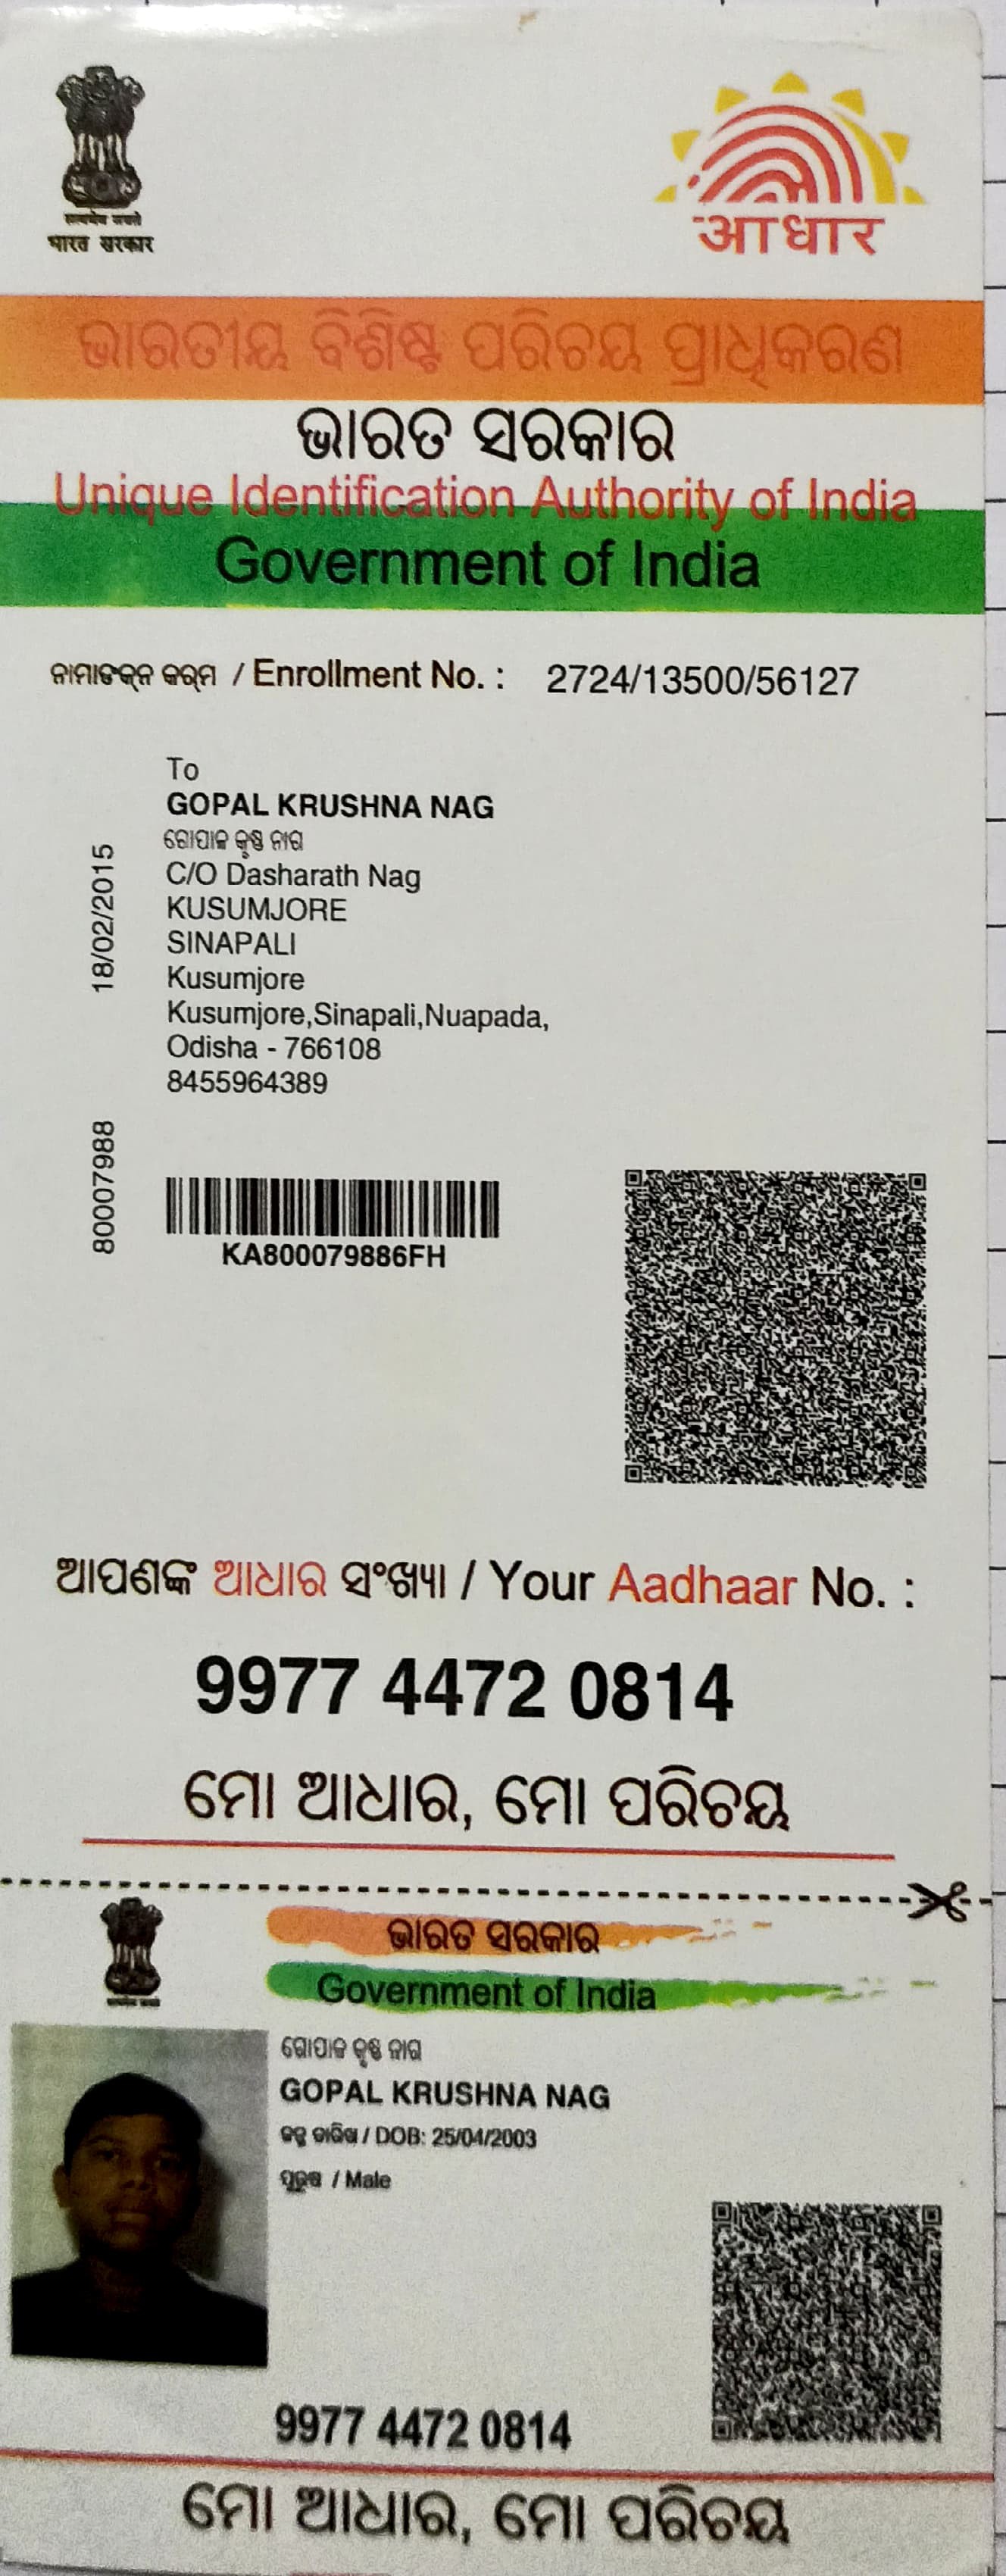 सत्यमेव जयते
भारत सरकार
आधार
ଭାରତୀୟ ବିଶିଷ୍ଟ ପରିଚୟ ପ୍ରାଧିକରଣ
ଭାରତ ସରକାର
Unique Identification Authority of India
Government of India
/ Enrollment No. : 2724/13500/56127
To
GOPAL KRUSHNA NAG
ଗୋପାଳ କୃଷ୍ଣ ନାଗ
C/O Dasharath Nag
KUSUMJORE
SINAPALI
Kusumjore
Kusumjore,Sinapali,Nuapada,
Odisha - 766108
8455964389
18/02/2015
80007988
KA800079886FH
ଆପଣଙ୍କ ଆଧାର ସଂଖ୍ୟା / Your Aadhaar No. :
9977 4472 0814
ମୋ ଆଧାର, ମୋ ପରିଚୟ
ଭାରତ ସରକାର
Government of India
ଗୋପାଳ କୃଷ୍ଣ ନାଗ
GOPAL KRUSHNA NAG
ଜନ୍ମ ତାରିଖ / DOB: 25/04/2003
ପୁରୁଷ / Male
9977 4472 0814
ମୋ ଆଧାର, ମୋ ପରିଚୟ